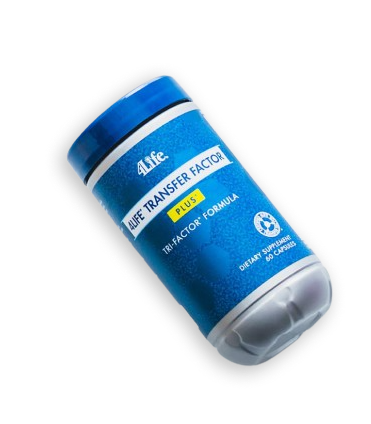 4Life.
4LIFE® TRANSFER FACTOR
PLUS®
TRI-FACTOR® FORMULA
DIETARY SUPPLEMENT
60 CAPSULES